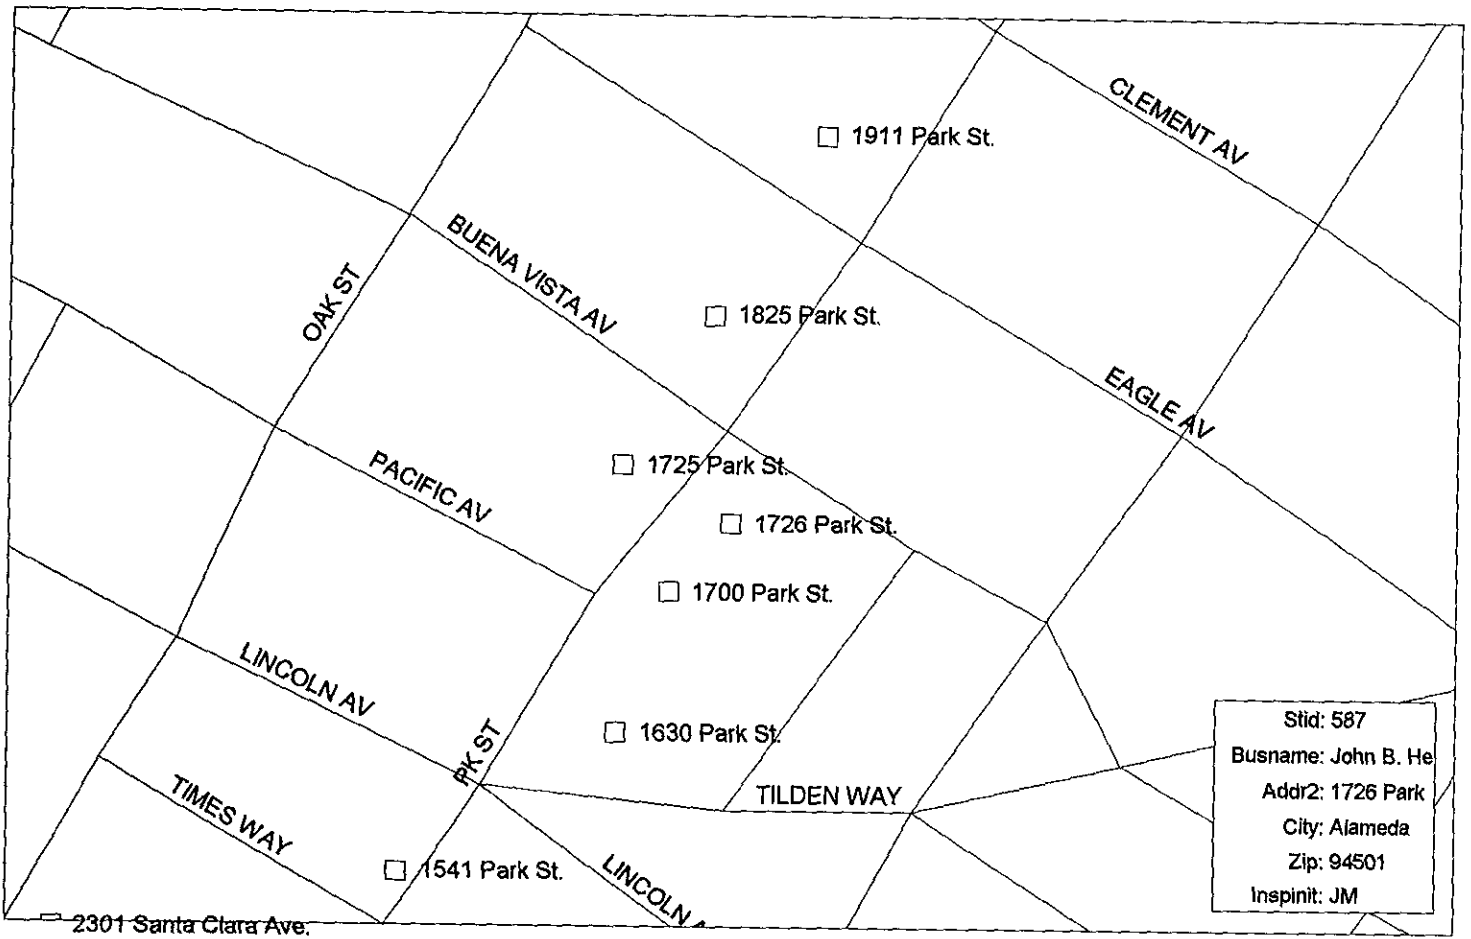 CLEMENT AV
1911 Park St.
BUENA VISTA AV
OAK ST
1825 Park St.
EAGLE AV
PACIFIC AV
1725 Park St.
1726 Park St.
1700 Park St.
LINCOLN AV
PK ST
1630 Park St.
TILDEN WAY
TIMES WAY
1541 Park St.
LINCOLN A
2301 Santa Clara Ave.
Stid: 587
Busname: John B. He
Addr2: 1726 Park
City: Alameda
Zip: 94501
Inspinit: JM